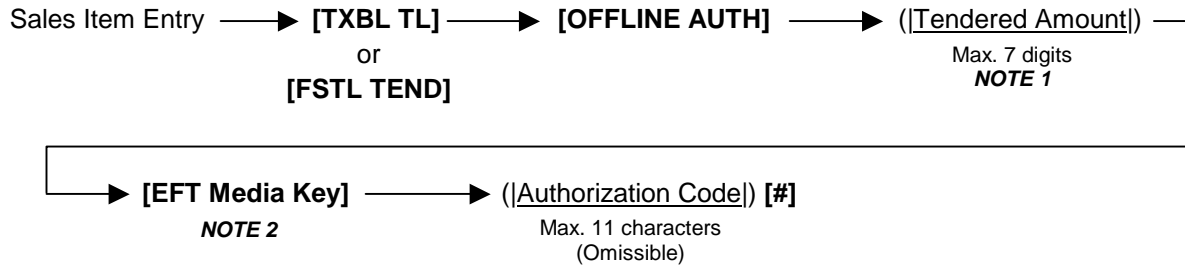 Sales Item Entry [TXBL TL] [OFFLINE AUTH] (|Tendered Amount|)
or Max. 7 digits
[FSTL TEND] NOTE 1
[EFT Media Key] (|Authorization Code|) [#]
NOTE 2 Max. 11 characters
(Omissible)